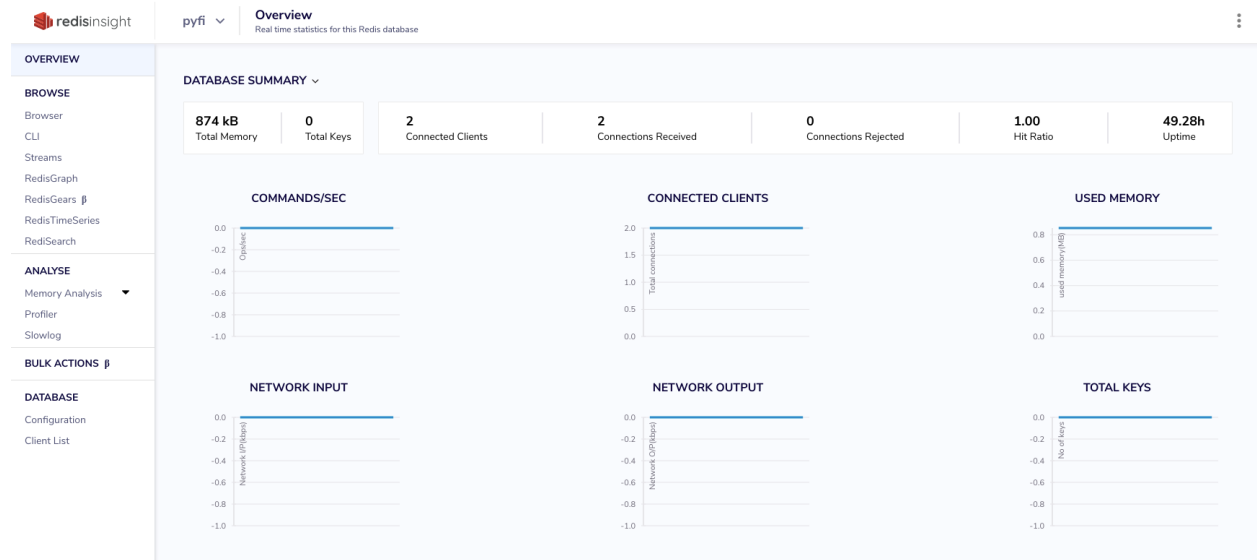 redisinsight
pyfi
Overview
Real time statistics for this Redis database
OVERVIEW
BROWSE
Browser
CLI
Streams
RedisGraph
RedisGears β
RedisTimeSeries
RediSearch
ANALYSE
Memory Analysis
Profiler
Slowlog
BULK ACTIONS β
DATABASE
Configuration
Client List
DATABASE SUMMARY
874 kB
Total Memory
0
Total Keys
2
Connected Clients
2
Connections Received
0
Connections Rejected
1.00
Hit Ratio
49.28h
Uptime
COMMANDS/SEC
0.0
-0.2
-0.4
-0.6
-0.8
-1.0
Ops/sec
CONNECTED CLIENTS
2.0
1.5
1.0
0.5
0.0
Total connections
USED MEMORY
0.8
0.6
0.4
0.2
0.0
used memory(MB)
NETWORK INPUT
0.0
-0.2
-0.4
-0.6
-0.8
-1.0
Network I/P(kbps)
NETWORK OUTPUT
0.0
-0.2
-0.4
-0.6
-0.8
-1.0
Network O/P(kbps)
TOTAL KEYS
0.0
-0.2
-0.4
-0.6
-0.8
-1.0
No of keys